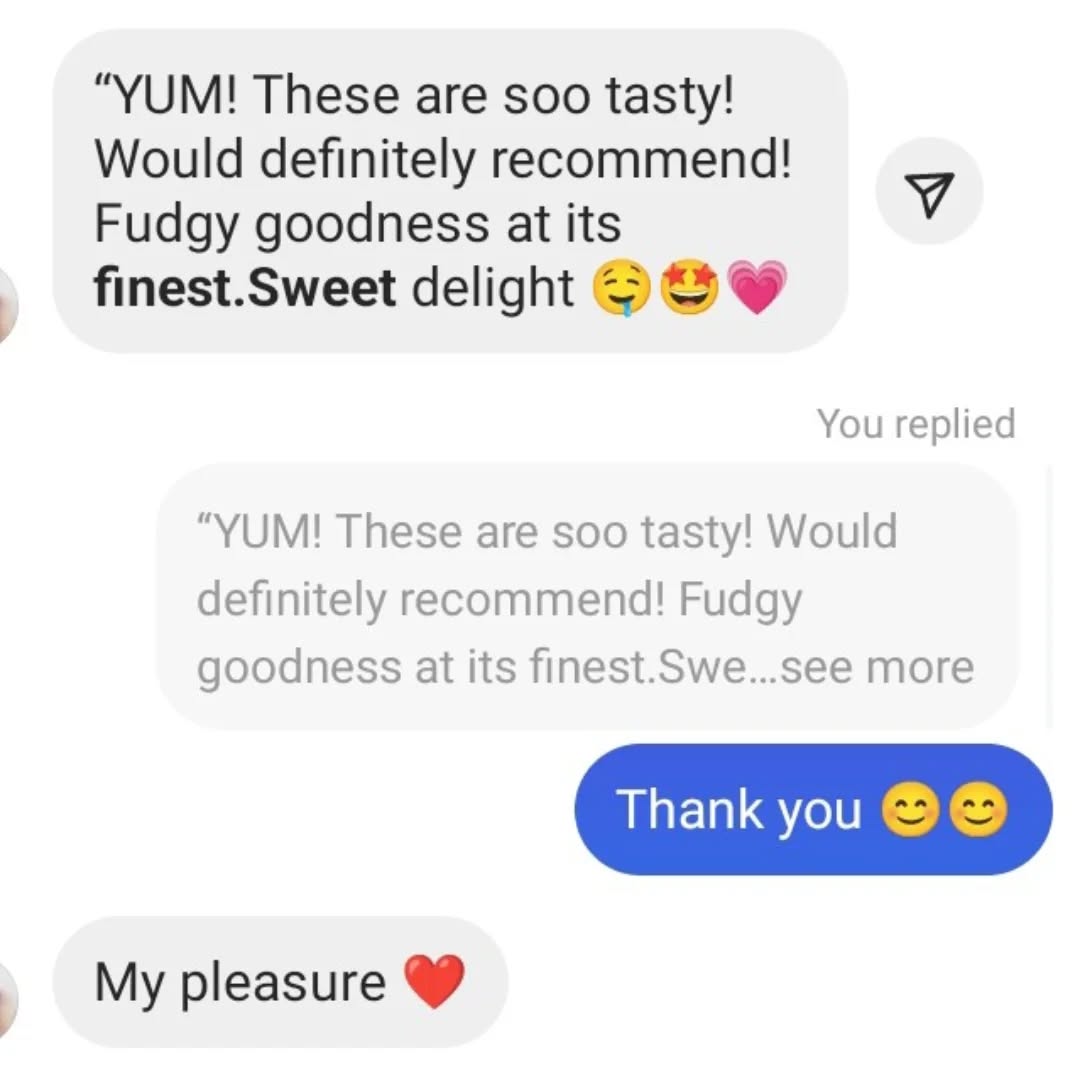 “YUM! These are soo tasty!
Would definitely recommend!
Fudgy goodness at its
finest.Sweet delight 🤤🤩💗
You replied
“YUM! These are soo tasty! Would
definitely recommend! Fudgy
goodness at its finest.Swe...see more
Thank you 😊😊
My pleasure ❤️